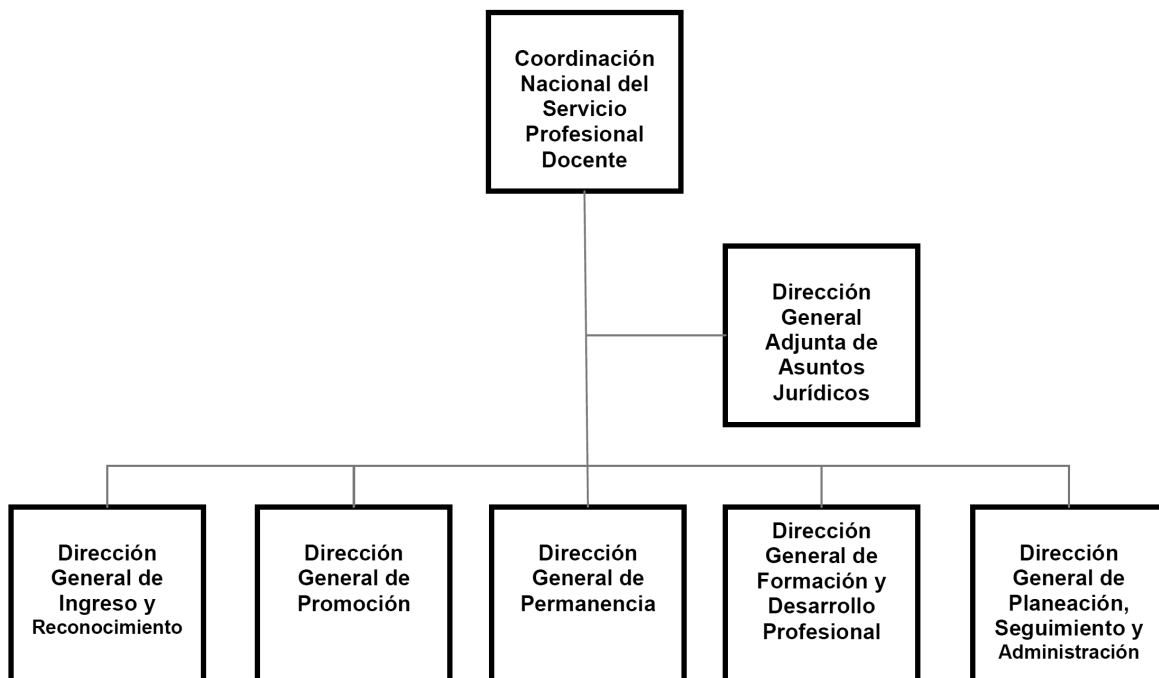 Coordinación
Nacional del
Servicio
Profesional
Docente
Dirección
General
Adjunta de
Asuntos
Jurídicos
Dirección
General de
Ingreso y
Reconocimiento
Dirección
General de
Promoción
Dirección
General de
Permanencia
Dirección
General de
Formación y
Desarrollo
Profesional
Dirección
General de
Planeación,
Seguimiento y
Administración